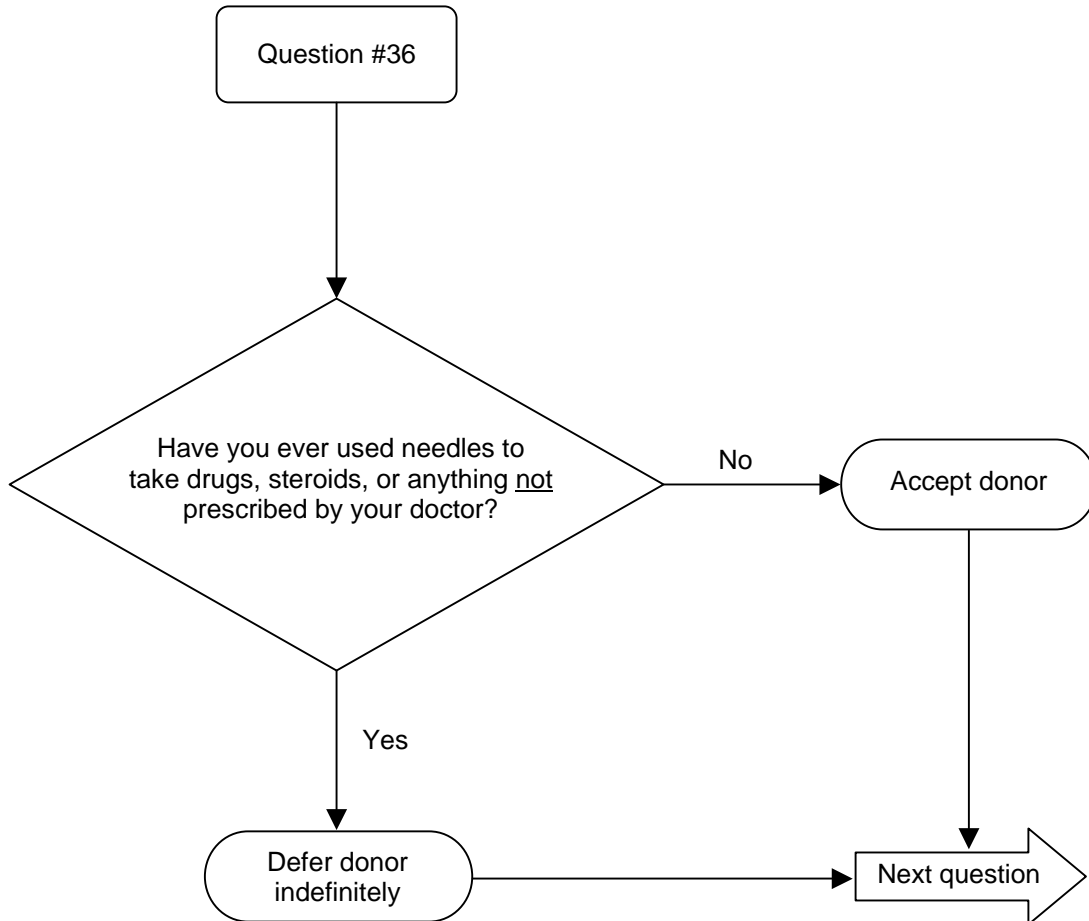 Question #36
Have you ever used needles to
take drugs, steroids, or anything not
prescribed by your doctor?
No
Accept donor
Yes
Defer donor
indefinitely
Next question